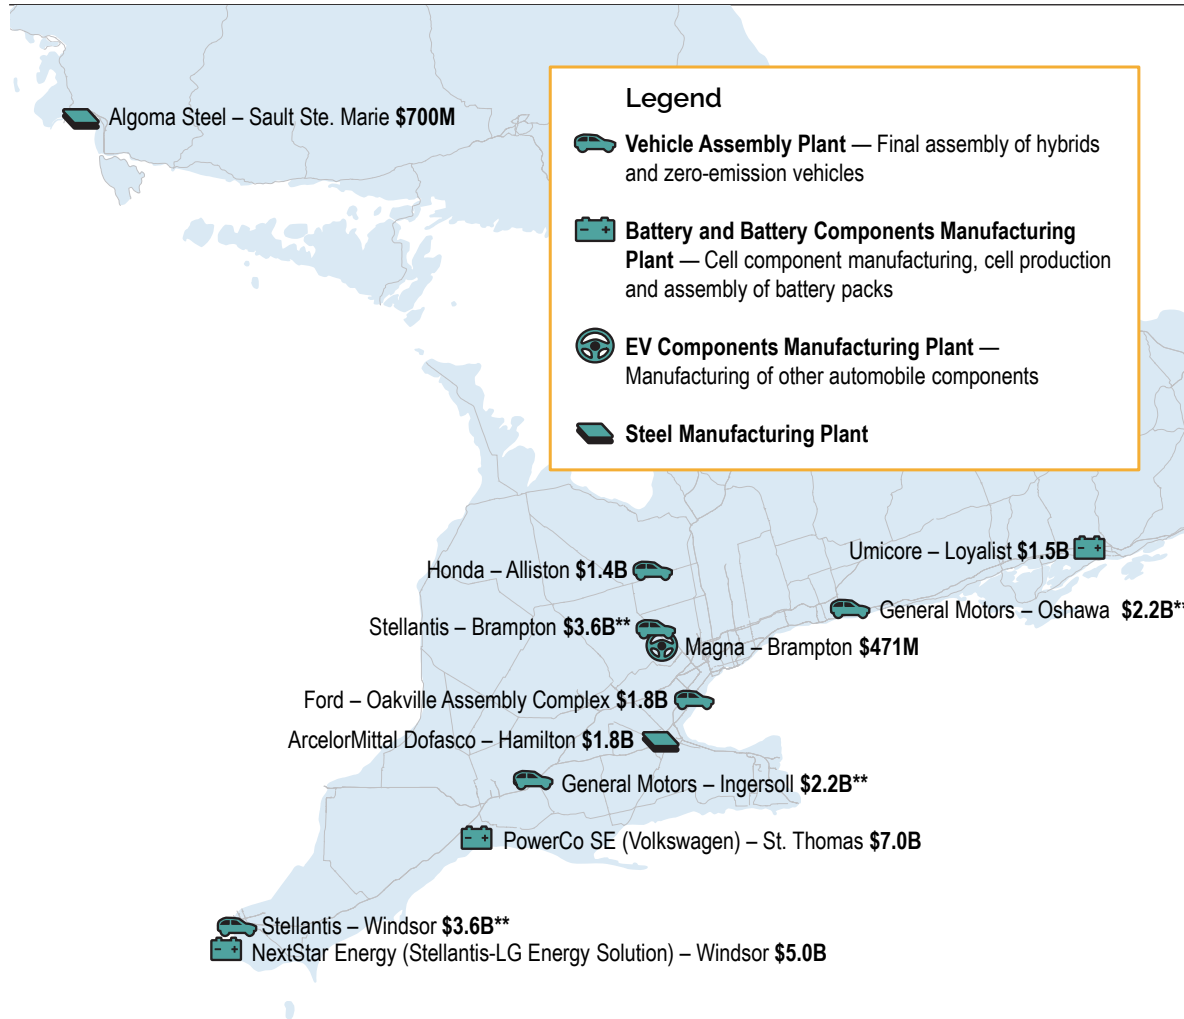 Algoma Steel – Sault Ste. Marie $700M
Legend
Vehicle Assembly Plant — Final assembly of hybrids
and zero-emission vehicles
Battery and Battery Components Manufacturing
Plant — Cell component manufacturing, cell production
and assembly of battery packs
EV Components Manufacturing Plant —
Manufacturing of other automobile components
Steel Manufacturing Plant
Umicore – Loyalist $1.5B
Honda – Alliston $1.4B
General Motors – Oshawa $2.2B**
Stellantis – Brampton $3.6B**
Magna – Brampton $471M
Ford – Oakville Assembly Complex $1.8B
ArcelorMittal Dofasco – Hamilton $1.8B
General Motors – Ingersoll $2.2B**
PowerCo SE (Volkswagen) – St. Thomas $7.0B
Stellantis – Windsor $3.6B**
NextStar Energy (Stellantis-LG Energy Solution) – Windsor $5.0B